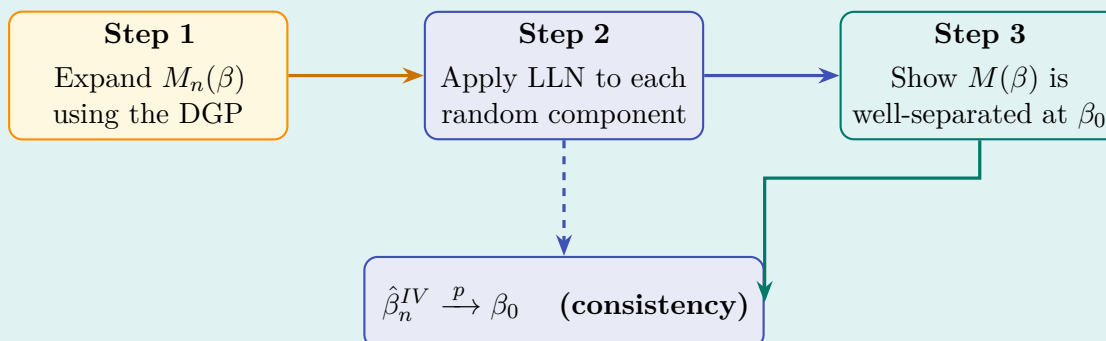 Step 1
Expand $M_n(\beta)$
using the DGP
Step 2
Apply LLN to each
random component
Step 3
Show $M(\beta)$ is
well-separated at $\beta_0$
$\hat{\beta}_n^{IV} \xrightarrow{p} \beta_0$ (consistency)